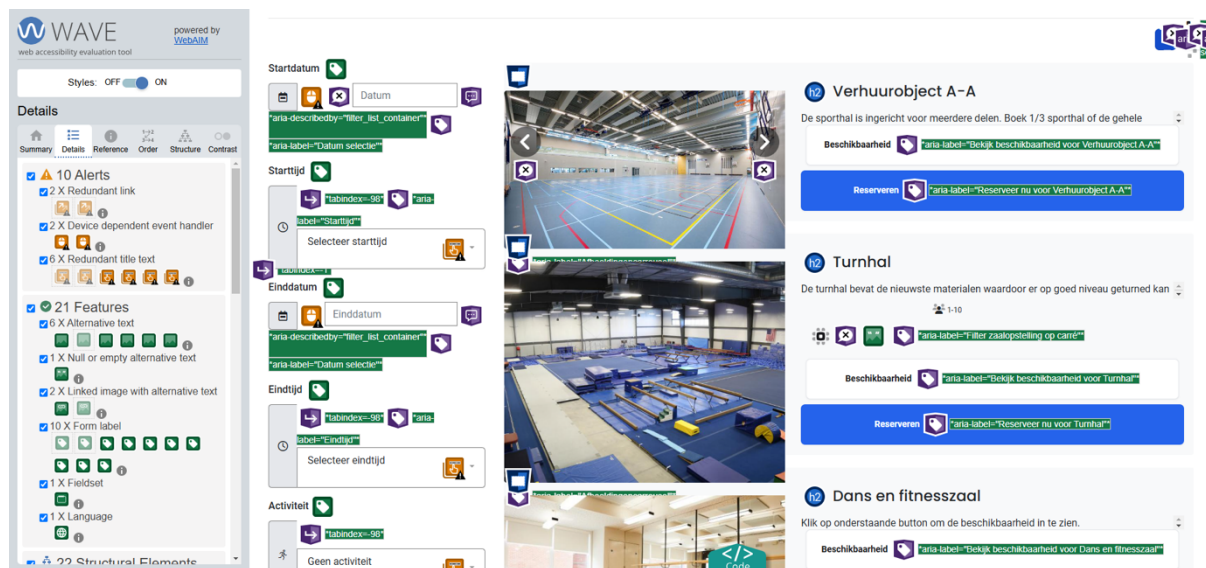 WAVE
powered by
WebAIM
web accessibility evaluation tool
Styles: OFF ON
Details
Summary Details Reference Order Structure Contrast
10 Alerts
2 X Redundant link
2 X Device dependent event handler
6 X Redundant title text
21 Features
6 X Alternative text
1 X Null or empty alternative text
2 X Linked image with alternative text
10 X Form label
1 X Fieldset
1 X Language
22 Structural Elements
Startdatum
Datum
*aria-describedby="filter_list_container"*
*aria-label="Datum selectie"*
Starttijd
*tabindex=-98* *aria-
label="Starttijd"*
Selecteer starttijd
*tabindex=-1*
Einddatum
Einddatum
*aria-describedby="filter_list_container"*
*aria-label="Datum selectie"*
Eindtijd
*tabindex=-98* *aria-
label="Eindtijd"*
Selecteer eindtijd
Activiteit
*tabindex=-98*
Geen activiteit
</>
Code
h2 Verhuurobject A-A
De sporthal is ingericht voor meerdere delen. Boek 1/3 sporthal of de gehele
Beschikbaarheid *aria-label="Bekijk beschikbaarheid voor Verhuurobject A-A"*
Reserveren *aria-label="Reserveer nu voor Verhuurobject A-A"*
h2 Turnhal
De turnhal bevat de nieuwste materialen waardoor er op goed niveau geturned kan
1-10
*aria-label="Filter zaalopstelling op carré"*
Beschikbaarheid *aria-label="Bekijk beschikbaarheid voor Turnhal"*
Reserveren *aria-label="Reserveer nu voor Turnhal"*
h2 Dans en fitnesszaal
Klik op onderstaande button om de beschikbaarheid in te zien.
Beschikbaarheid *aria-label="Bekijk beschikbaarheid voor Dans en fitnesszaal"*